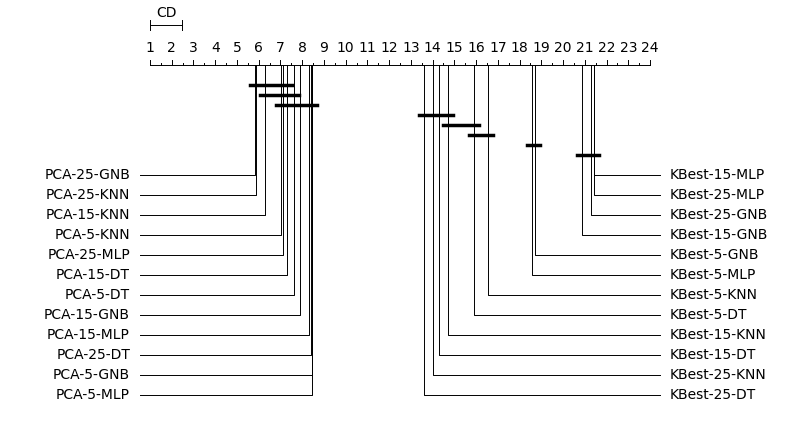 CD
1 2 3 4 5 6 7 8 9 10 11 12 13 14 15 16 17 18 19 20 21 22 23 24
PCA-25-GNB KBest-15-MLP
PCA-25-KNN KBest-25-MLP
PCA-15-KNN KBest-25-GNB
PCA-5-KNN KBest-15-GNB
PCA-25-MLP KBest-5-GNB
PCA-15-DT KBest-5-MLP
PCA-5-DT KBest-5-KNN
PCA-15-GNB KBest-5-DT
PCA-15-MLP KBest-15-KNN
PCA-25-DT KBest-15-DT
PCA-5-GNB KBest-25-KNN
PCA-5-MLP KBest-25-DT